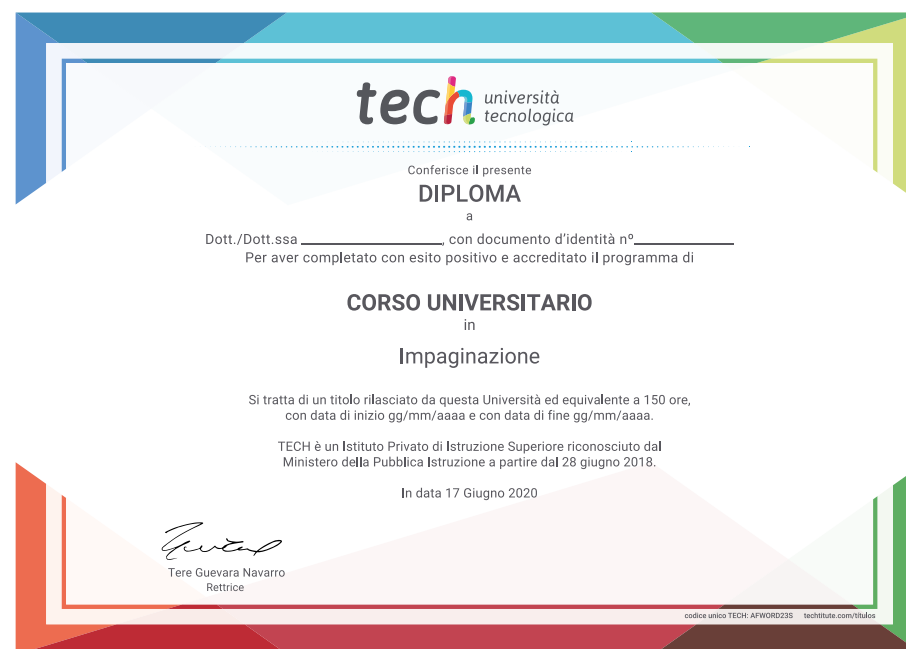 tech università
tecnologica
Conferisce il presente
DIPLOMA
a
Dott./Dott.ssa ____________________, con documento d'identità nº______________
Per aver completato con esito positivo e accreditato il programma di
CORSO UNIVERSITARIO
in
Impaginazione
Si tratta di un titolo rilasciato da questa Università ed equivalente a 150 ore,
con data di inizio gg/mm/aaaa e con data di fine gg/mm/aaaa.
TECH è un Istituto Privato di Istruzione Superiore riconosciuto dal
Ministero della Pubblica Istruzione a partire dal 28 giugno 2018.
In data 17 Giugno 2020
Tere Guevara Navarro
Rettrice
codice unico TECH: AFWORD23S techtitute.com/titulos